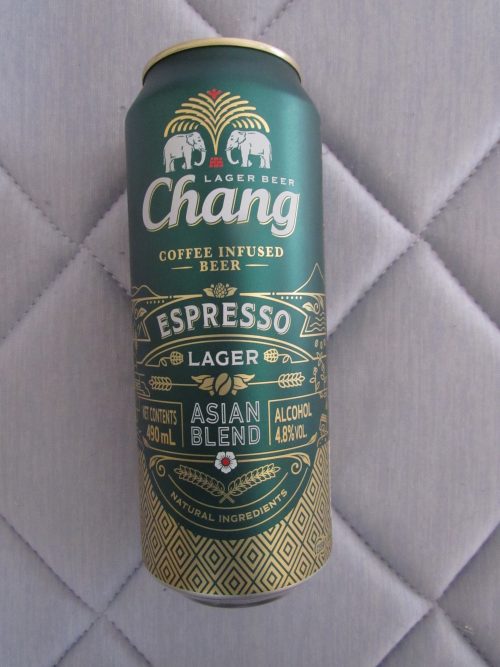 LAGER BEER
Chang
COFFEE INFUSED
BEER
ESPRESSO
LAGER
NET CONTENTS
490 mL
ASIAN
BLEND
ALCOHOL
4.8% VOL.
NATURAL INGREDIENTS